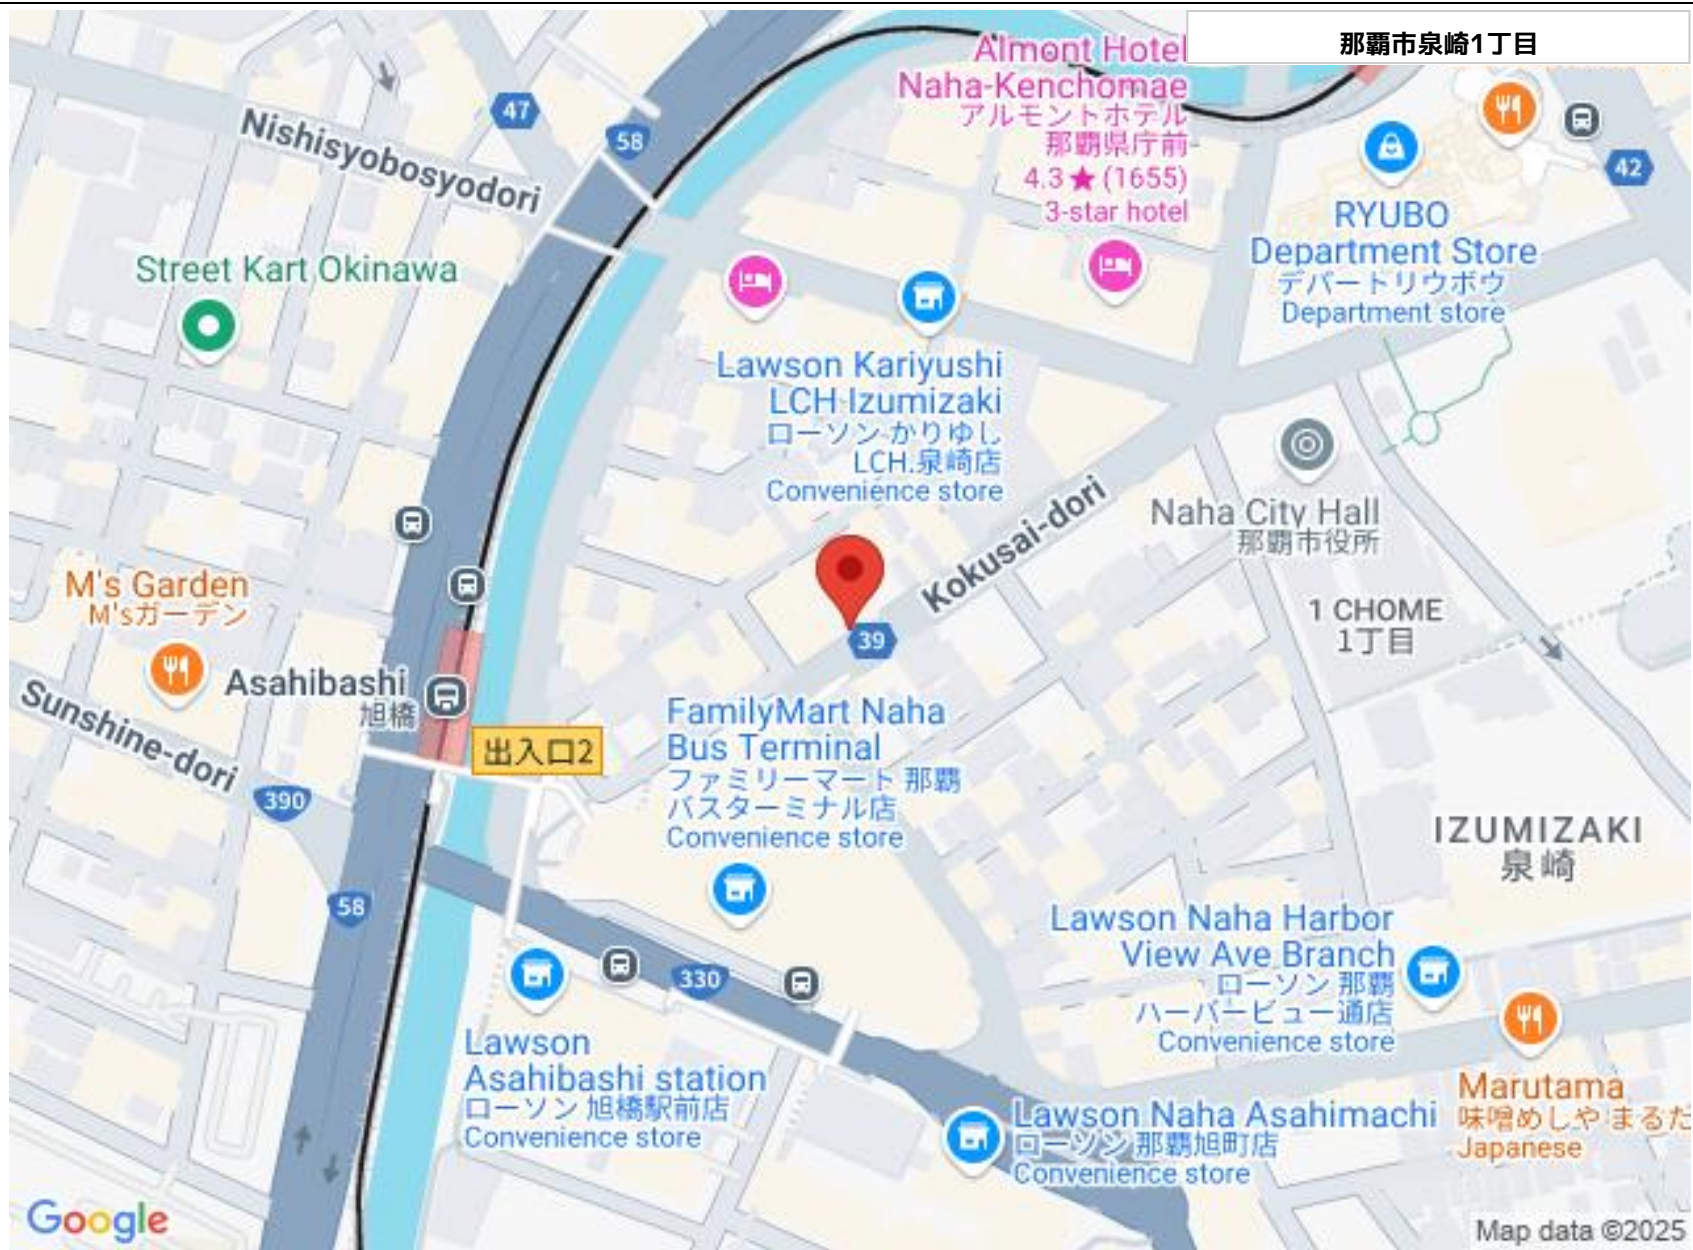 那覇市泉崎1丁目
Almont Hotel
Naha-Kenchomae
アルモントホテル
那覇県庁前
4.3★(1655)
3-star hotel
47
58
42
Nishisyobosyodori
RYUBO
Department Store
デパートリウボウ
Department store
Street Kart Okinawa
Lawson Kariyushi
LCH Izumizaki
ローソン かりゆし
LCH.泉崎店
Convenience store
Kokusai-dori
Naha City Hall
那覇市役所
M's Garden
M'sガーデン
1 CHOME
1丁目
39
Asahibashi
旭橋
Sunshine-dori
出入口2
FamilyMart Naha
Bus Terminal
ファミリーマート 那覇
バスターミナル店
Convenience store
390
IZUMIZAKI
泉崎
58
330
Lawson Naha Harbor
View Ave Branch
ローソン 那覇
ハーバービュー通店
Convenience store
Lawson
Asahibashi station
ローソン 旭橋駅前店
Convenience store
Lawson Naha Asahimachi
ローソン 那覇旭町店
Convenience store
Marutama
味噌めしや まるた
Japanese
Google
Map data ©2025